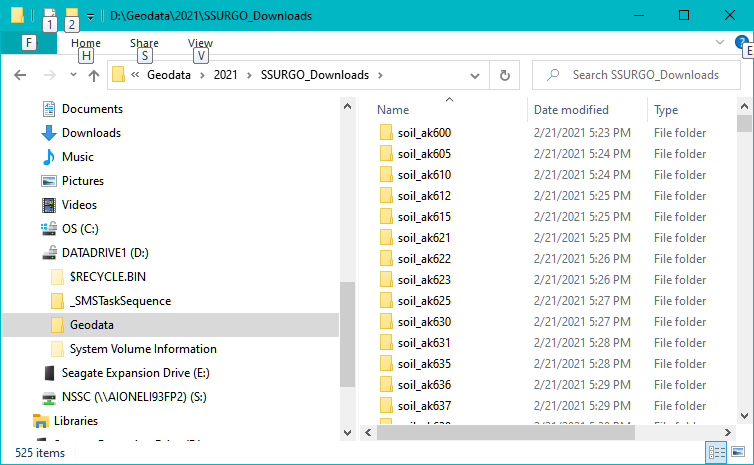 D:\Geodata\2021\SSURGO_Downloads
1 2
F
Home Share View
H S V E
Geodata 2021 SSURGO_Downloads
Search SSURGO_Downloads
Documents
Downloads
Music
Pictures
Videos
OS (C:)
DATADRIVE1 (D:)
$RECYCLE.BIN
_SMSTaskSequence
Geodata
System Volume Information
Seagate Expansion Drive (E:)
NSSC (\\AIONELI93FP2) (S:)
Libraries
Name Date modified Type
soil_ak600 2/21/2021 5:23 PM File folder
soil_ak605 2/21/2021 5:24 PM File folder
soil_ak610 2/21/2021 5:24 PM File folder
soil_ak612 2/21/2021 5:25 PM File folder
soil_ak615 2/21/2021 5:25 PM File folder
soil_ak621 2/21/2021 5:25 PM File folder
soil_ak622 2/21/2021 5:26 PM File folder
soil_ak623 2/21/2021 5:26 PM File folder
soil_ak625 2/21/2021 5:27 PM File folder
soil_ak630 2/21/2021 5:27 PM File folder
soil_ak631 2/21/2021 5:28 PM File folder
soil_ak635 2/21/2021 5:28 PM File folder
soil_ak636 2/21/2021 5:29 PM File folder
soil_ak637 2/21/2021 5:29 PM File folder
525 items